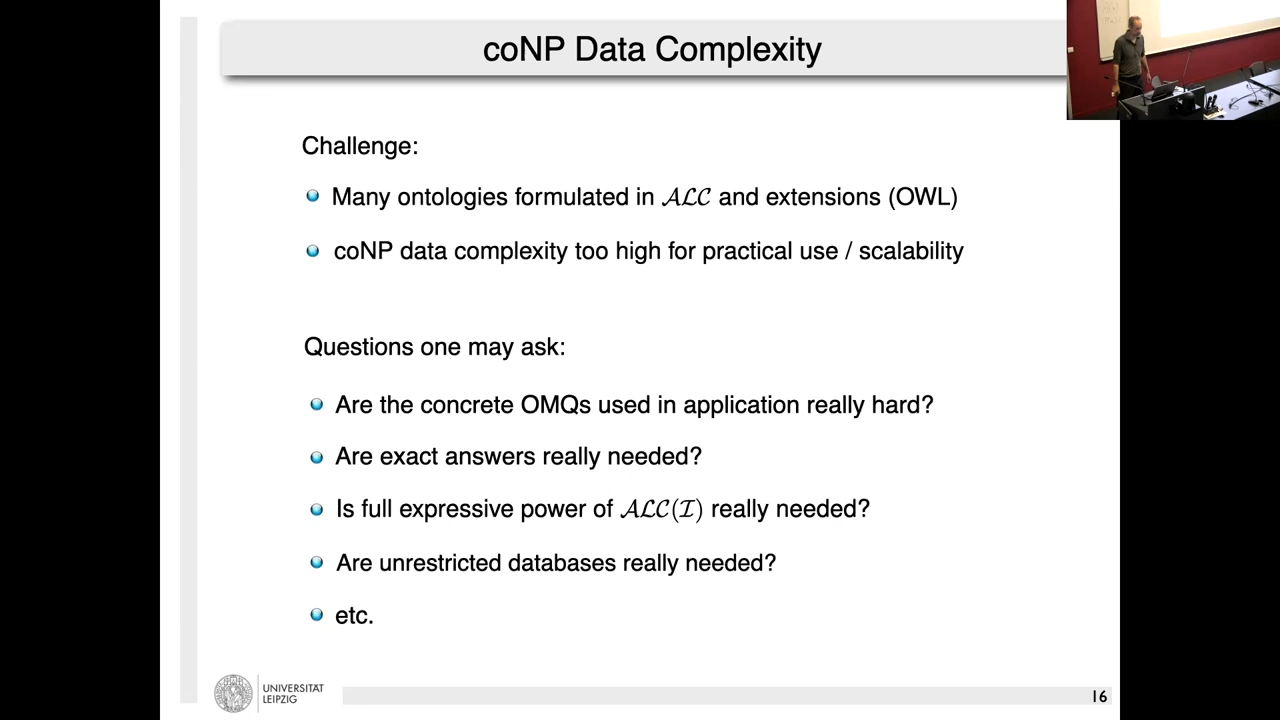 coNP Data Complexity
Challenge:
Many ontologies formulated in 𝒜ℒ𝒞 and extensions (OWL)
coNP data complexity too high for practical use / scalability
Questions one may ask:
Are the concrete OMQs used in application really hard?
Are exact answers really needed?
Is full expressive power of 𝒜ℒ𝒞(ℐ) really needed?
Are unrestricted databases really needed?
etc.
UNIVERSITÄT
LEIPZIG
16